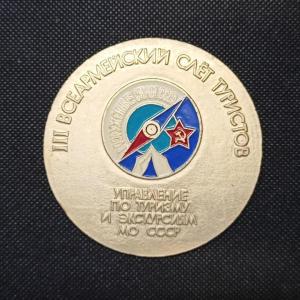 III ВСЕАРМЕЙСКИЙ СЛЁТ ТУРИСТОВ
УПРАВЛЕНИЕ
ПО ТУРИЗМУ
И ЭКСКУРСИЯМ
МО СССР